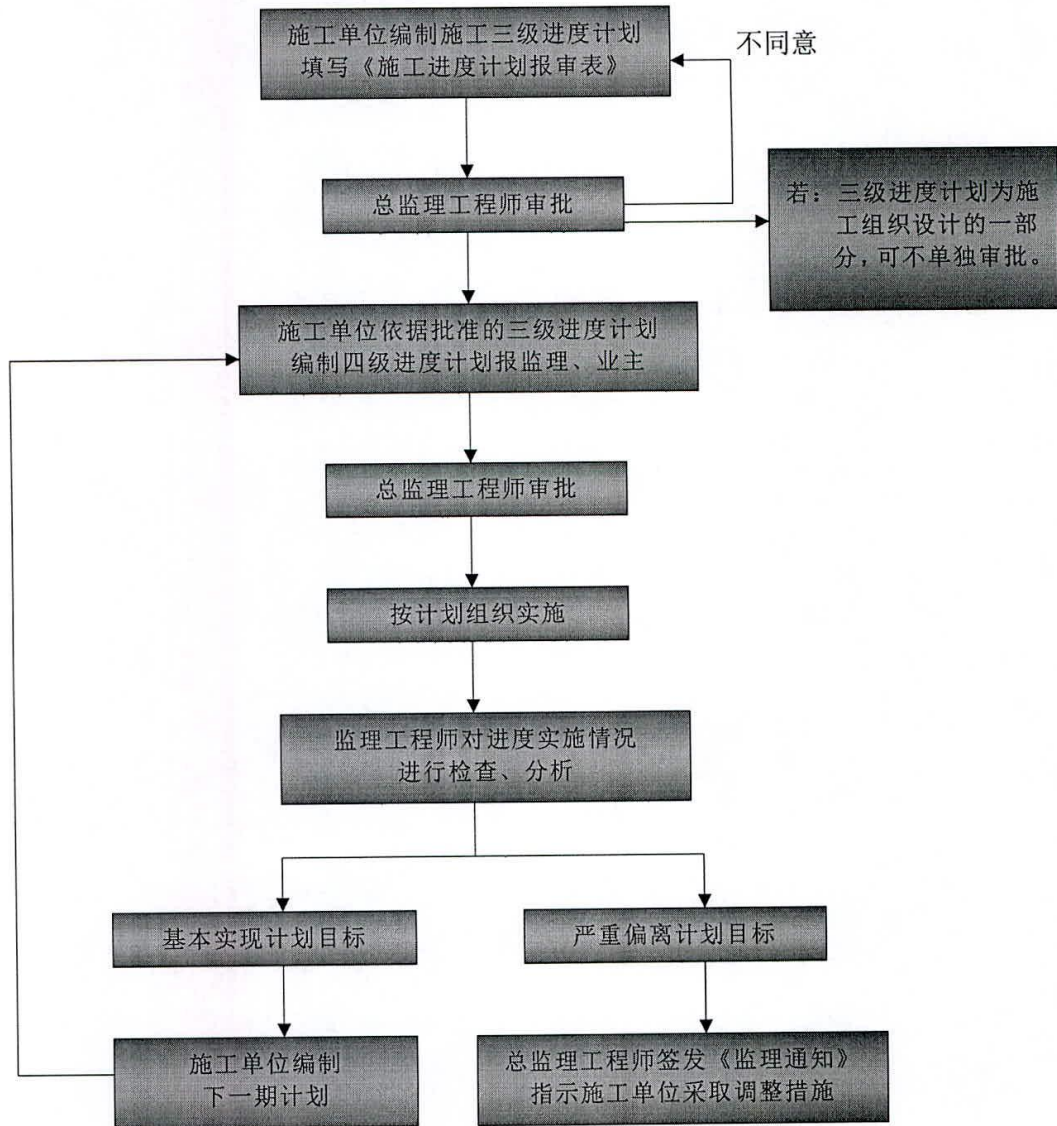 施工单位编制施工三级进度计划
填写《施工进度计划报审表》
不同意
总监理工程师审批
若：三级进度计划为施
工组织设计的一部
分，可不单独审批。
施工单位依据批准的三级进度计划
编制四级进度计划报监理、业主
总监理工程师审批
按计划组织实施
监理工程师对进度实施情况
进行检查、分析
基本实现计划目标
严重偏离计划目标
施工单位编制
下一期计划
总监理工程师签发《监理通知》
指示施工单位采取调整措施